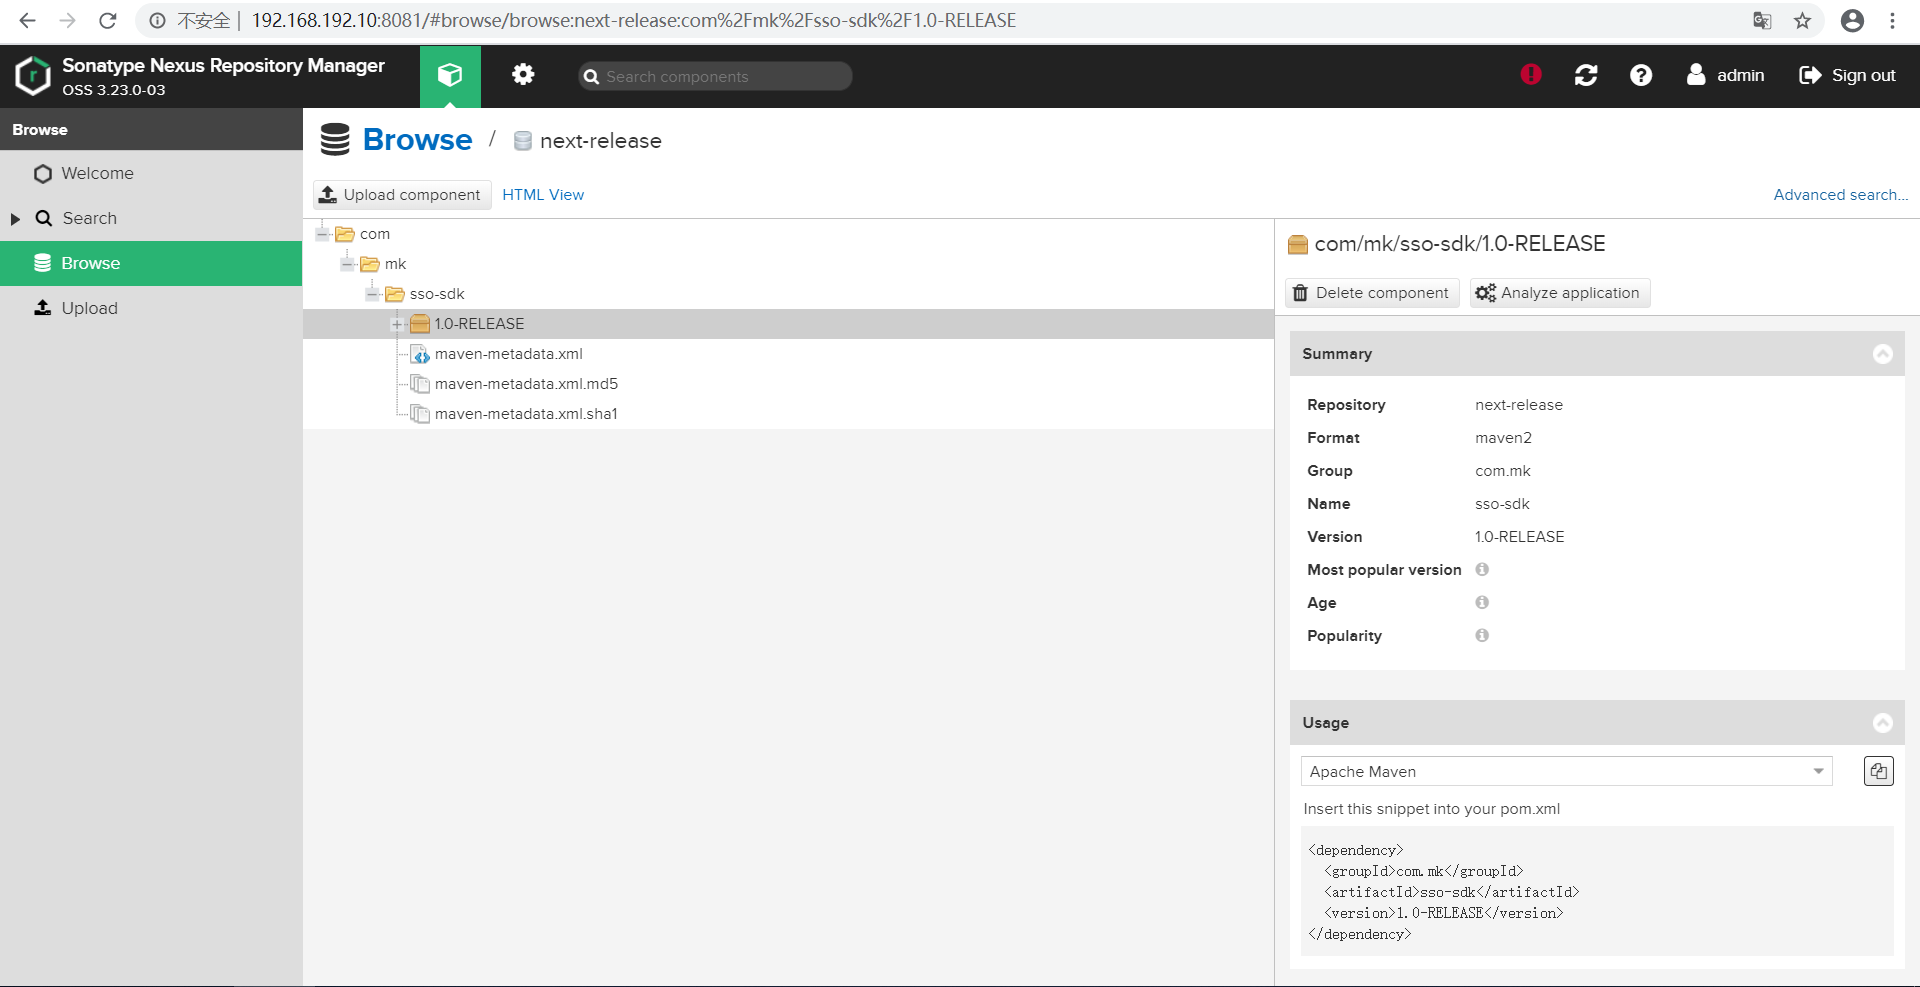 不安全 | 192.168.192.10:8081/#browse/browse:next-release:com%2Fmk%2Fsso-sdk%2F1.0-RELEASE
Sonatype Nexus Repository Manager
OSS 3.23.0-03
Search components
admin
Sign out
Browse
Welcome
Search
Browse
Upload
Browse / next-release
Upload component
HTML View
Advanced search...
com
mk
sso-sdk
1.0-RELEASE
maven-metadata.xml
maven-metadata.xml.md5
maven-metadata.xml.sha1
com/mk/sso-sdk/1.0-RELEASE
Delete component
Analyze application
Summary
Repository next-release
Format maven2
Group com.mk
Name sso-sdk
Version 1.0-RELEASE
Most popular version
Age
Popularity
Usage
Apache Maven
Insert this snippet into your pom.xml
<dependency>
  <groupId>com.mk</groupId>
  <artifactId>sso-sdk</artifactId>
  <version>1.0-RELEASE</version>
</dependency>